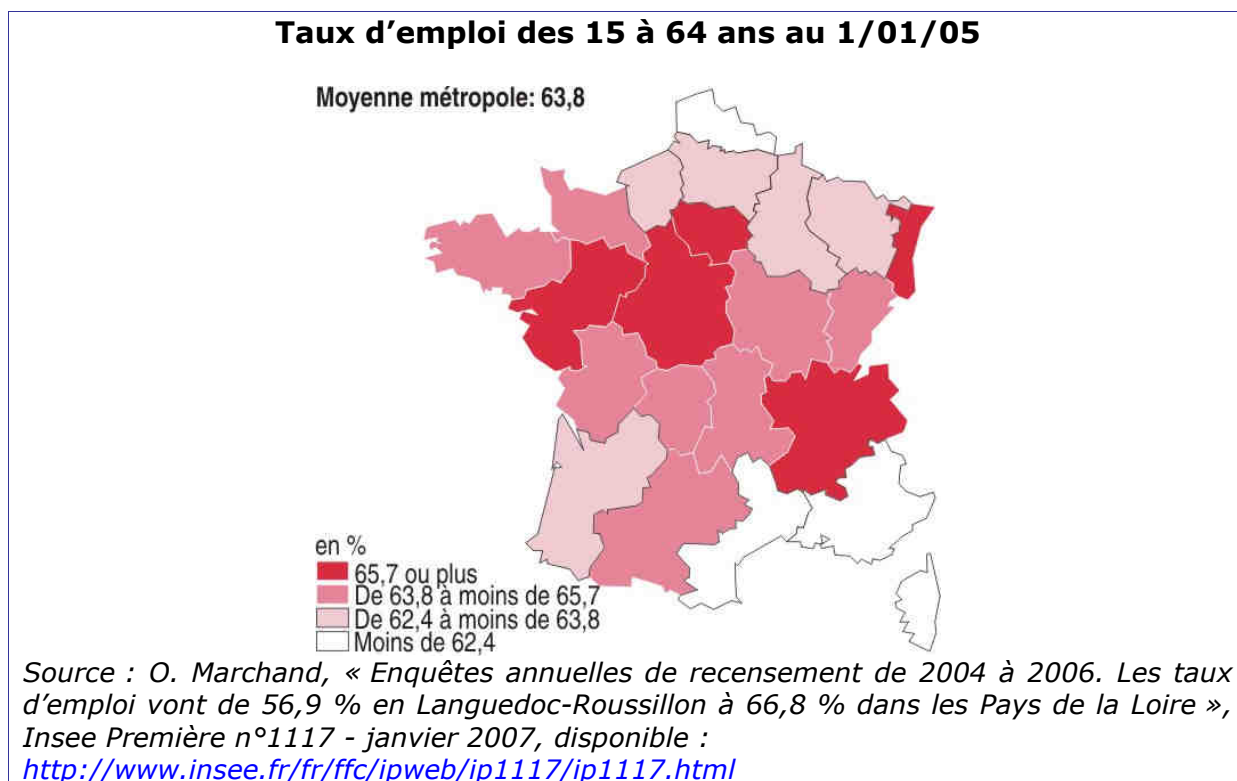 Taux d’emploi des 15 à 64 ans au 1/01/05
Moyenne métropole: 63,8
en %
65,7 ou plus
De 63,8 à moins de 65,7
De 62,4 à moins de 63,8
Moins de 62,4
Source : O. Marchand, « Enquêtes annuelles de recensement de 2004 à 2006. Les taux
d’emploi vont de 56,9 % en Languedoc-Roussillon à 66,8 % dans les Pays de la Loire »,
Insee Première n°1117 - janvier 2007, disponible :
http://www.insee.fr/fr/ffc/ipweb/ip1117/ip1117.html